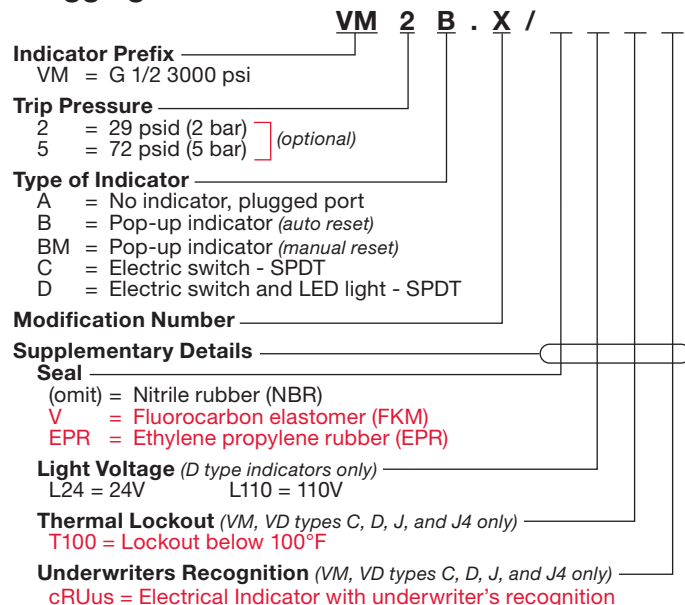 VM 2 B . X /
Indicator Prefix
VM = G 1/2 3000 psi
Trip Pressure
2 = 29 psid (2 bar)
5 = 72 psid (5 bar)
(optional)
Type of Indicator
A = No indicator, plugged port
B = Pop-up indicator (auto reset)
BM = Pop-up indicator (manual reset)
C = Electric switch - SPDT
D = Electric switch and LED light - SPDT
Modification Number
Supplementary Details
Seal
(omit) = Nitrile rubber (NBR)
V = Fluorocarbon elastomer (FKM)
EPR = Ethylene propylene rubber (EPR)
Light Voltage (D type indicators only)
L24 = 24V L110 = 110V
Thermal Lockout (VM, VD types C, D, J, and J4 only)
T100 = Lockout below 100°F
Underwriters Recognition (VM, VD types C, D, J, and J4 only)
cRUus = Electrical Indicator with underwriter's recognition